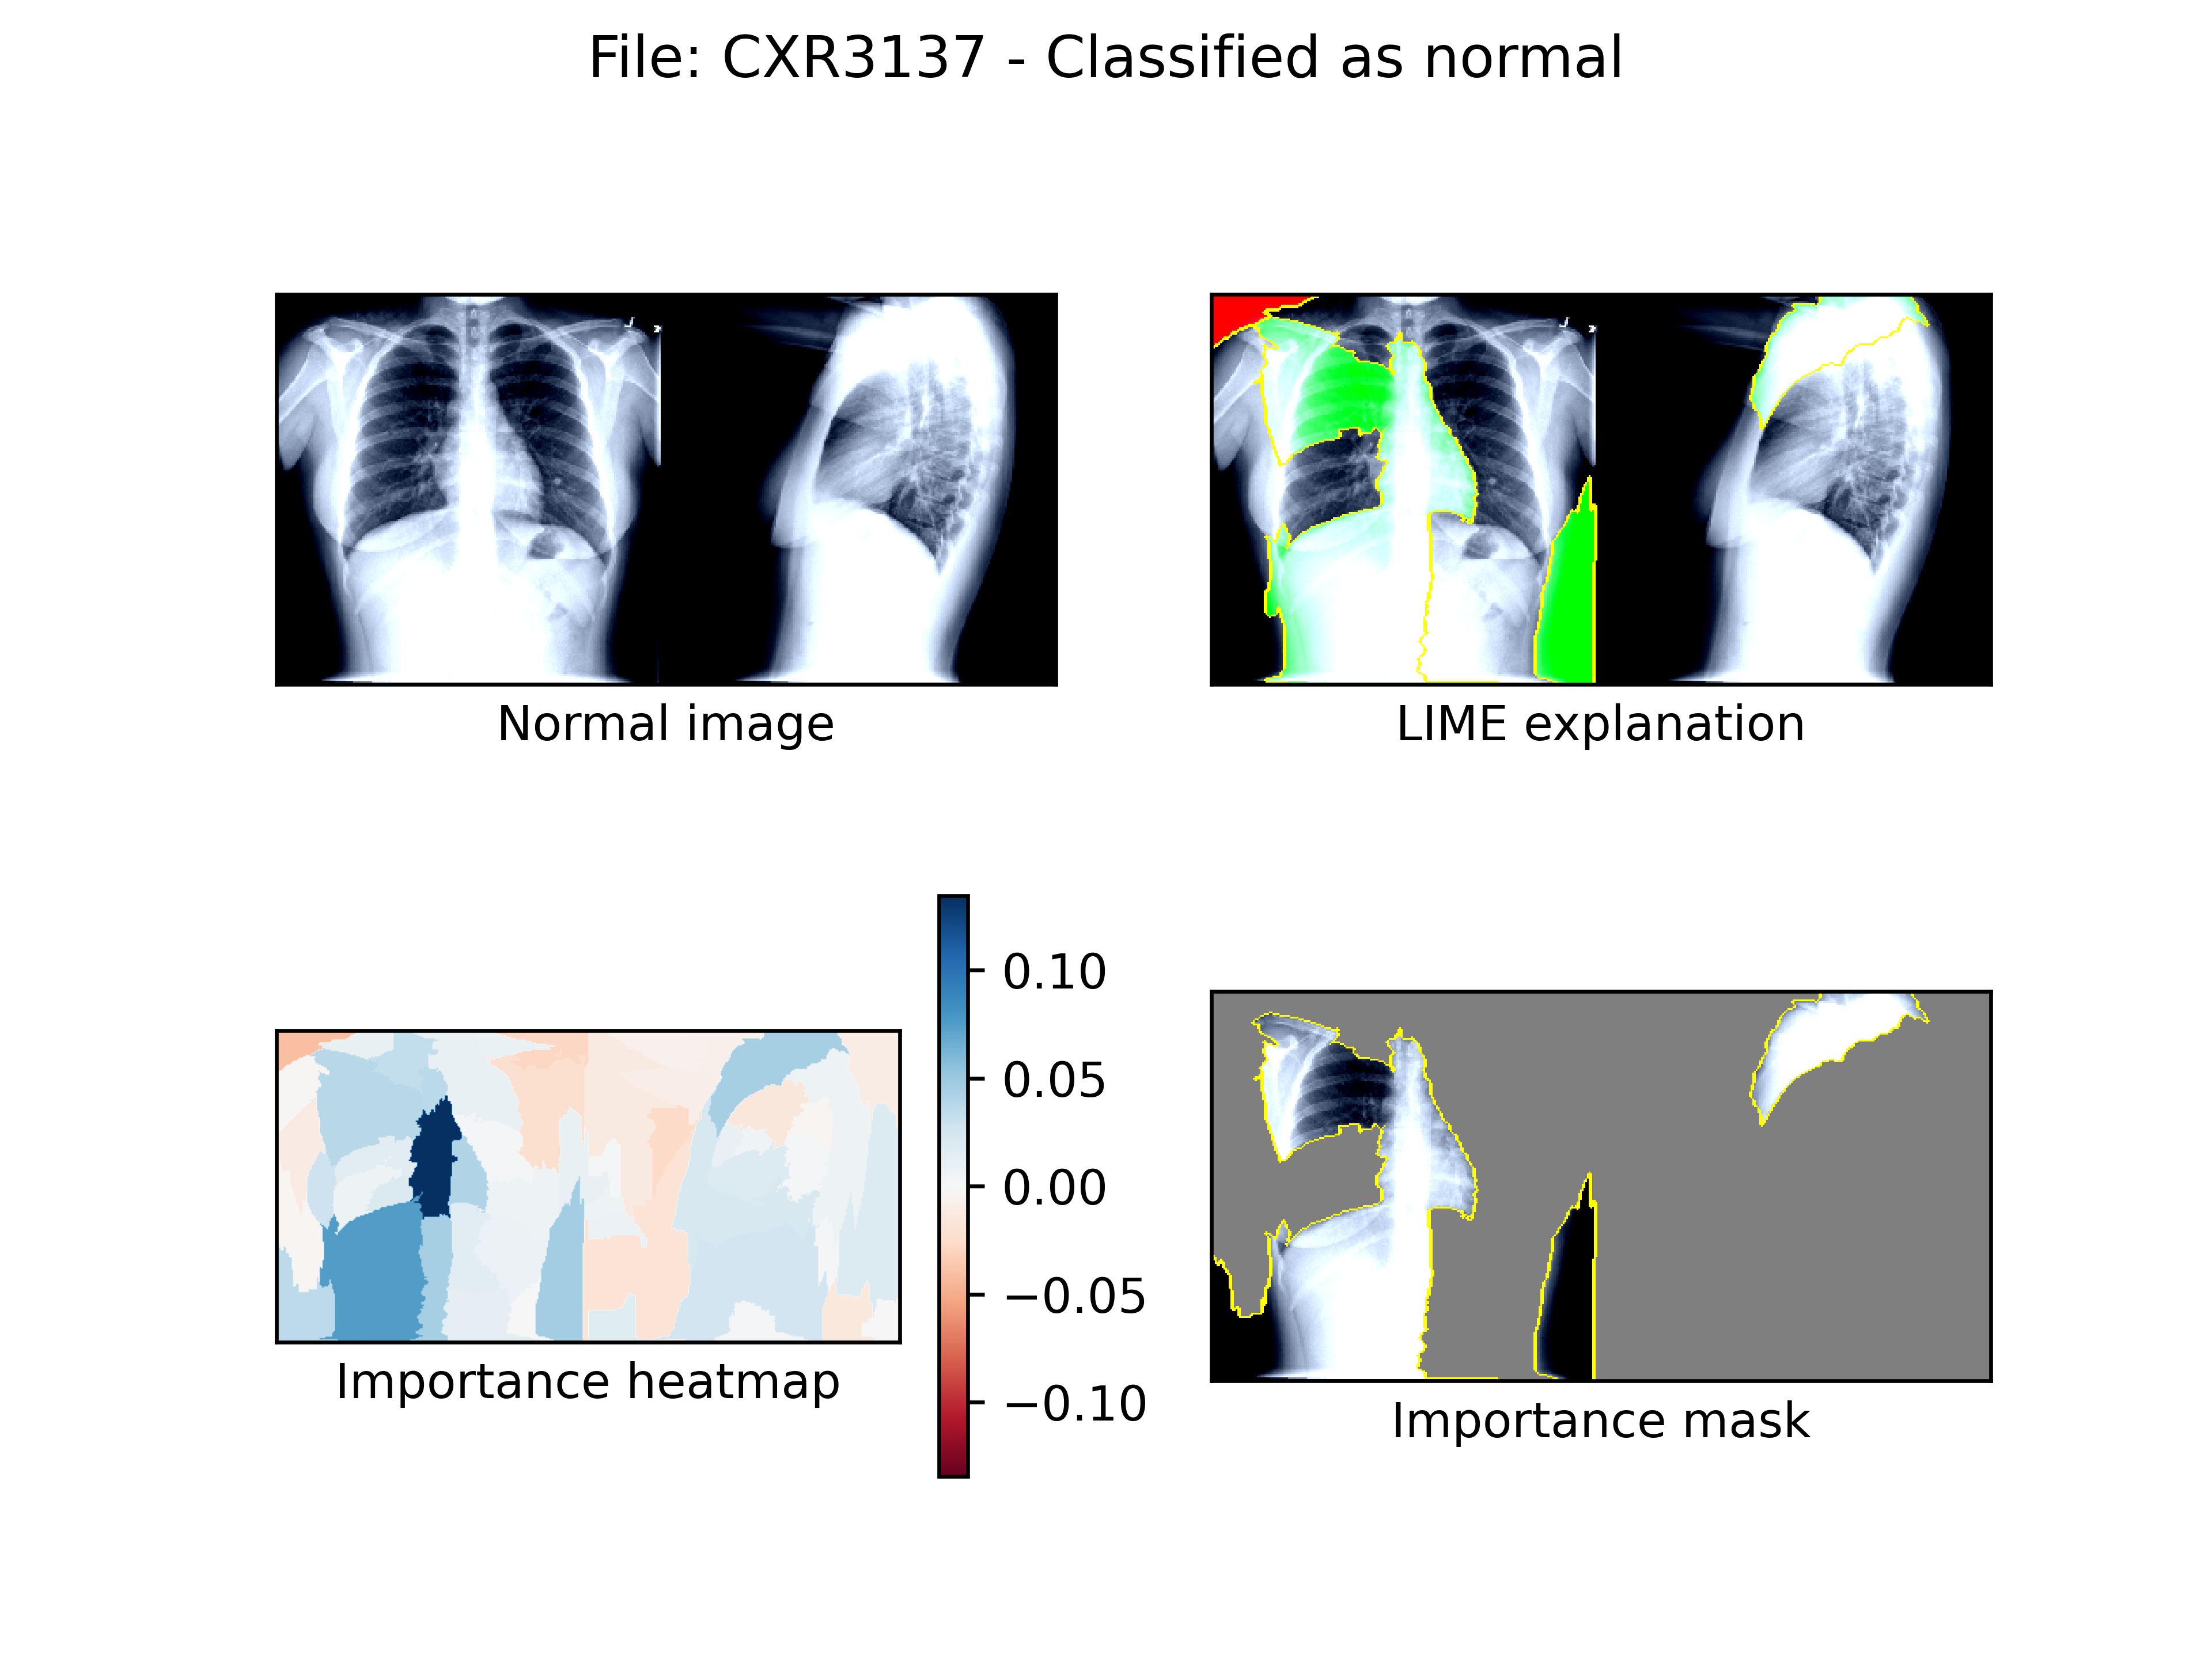 File: CXR3137 - Classified as normal
Normal image
LIME explanation
0.10
0.05
0.00
−0.05
−0.10
Importance heatmap
Importance mask